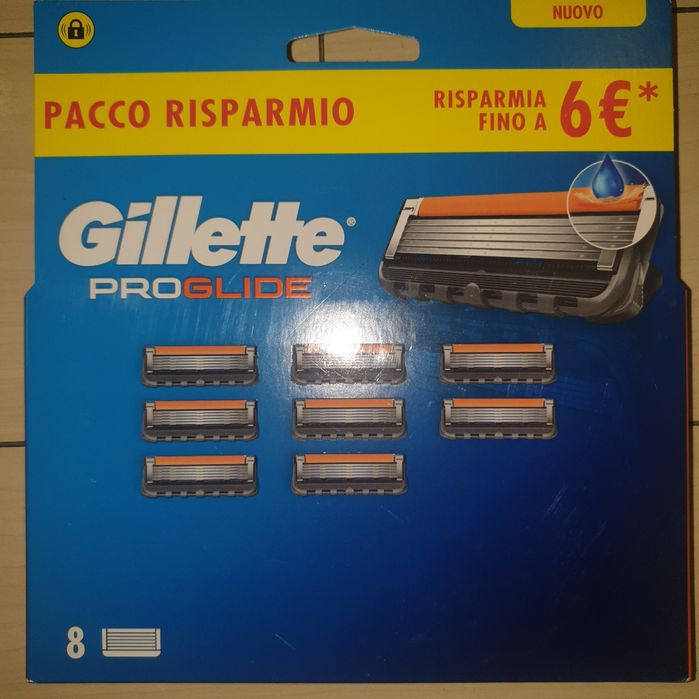 NUOVO
PACCO RISPARMIO
RISPARMIA
FINO A 6€*
Gillette®
PROGLIDE
8